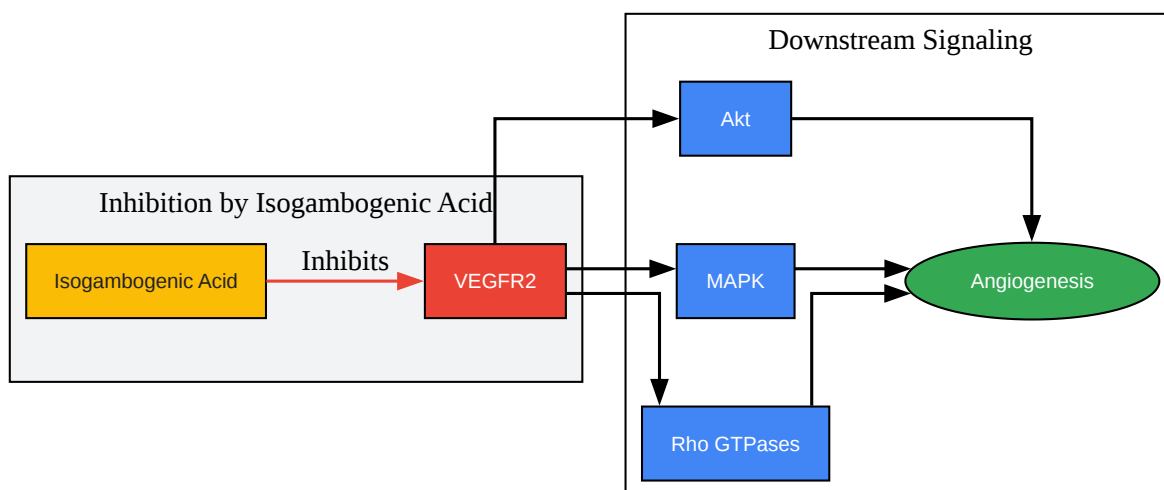 Downstream Signaling
Akt
Inhibition by Isogambogenic Acid
Isogambogenic Acid
Inhibits
VEGFR2
MAPK
Angiogenesis
Rho GTPases